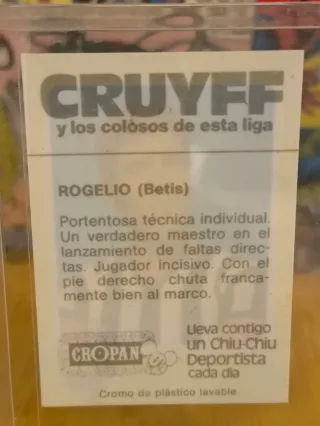 CRUYFF
y los colosos de esta liga
ROGELIO (Betis)
Portentosa técnica individual.
Un verdadero maestro en el
lanzamiento de faltas direc-
tas. Jugador incisivo. Con el
pie derecho chuta franca-
mente bien al marco.
CROPAN
Lleva contigo
un Chiu-Chiu
Deportista
cada día
Cromo de plástico lavable